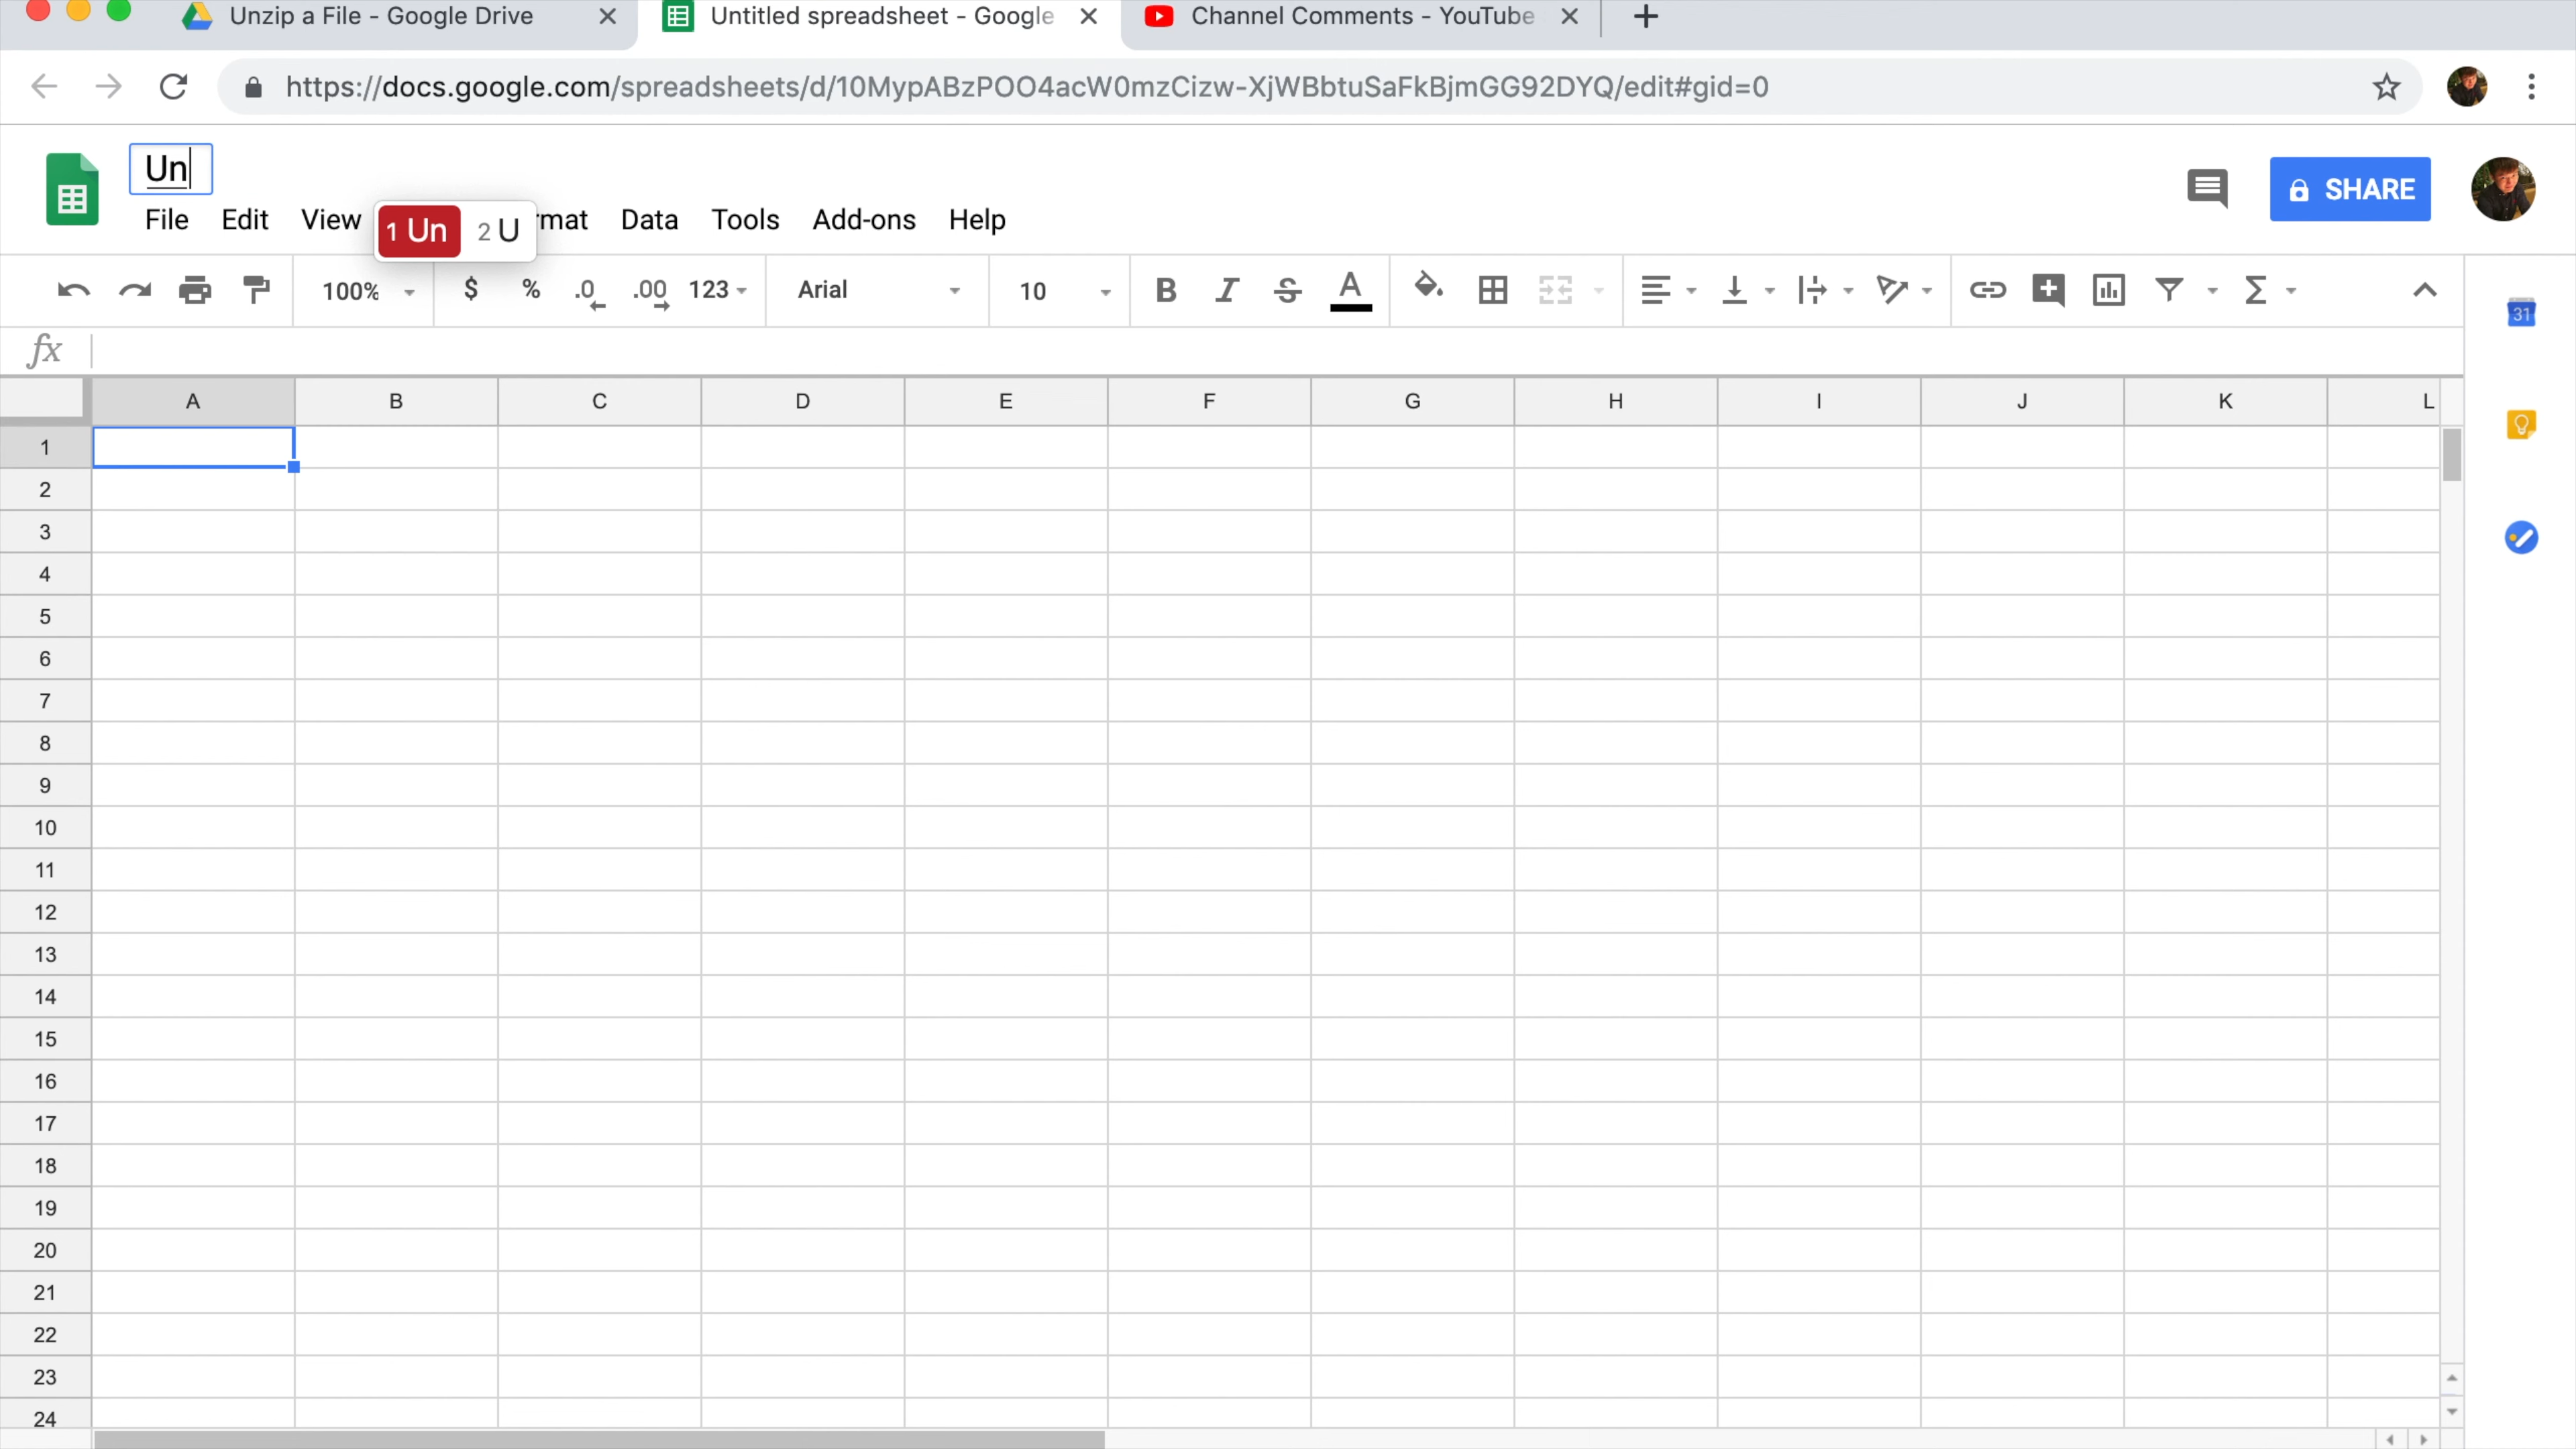 Unzip a File - Google Drive
Untitled spreadsheet - Google
Channel Comments - YouTube
https://docs.google.com/spreadsheets/d/10MypABzPOO4acW0mzCizw-XjWBbtuSaFkBjmGG92DYQ/edit#gid=0
Un
SHARE
File Edit View rmat Data Tools Add-ons Help
1 Un 2 U
100% $ % .0 .00 123 Arial 10 B I S A Σ
31
fx
A B C D E F G H I J K L
1
2
3
4
5
6
7
8
9
10
11
12
13
14
15
16
17
18
19
20
21
22
23
24